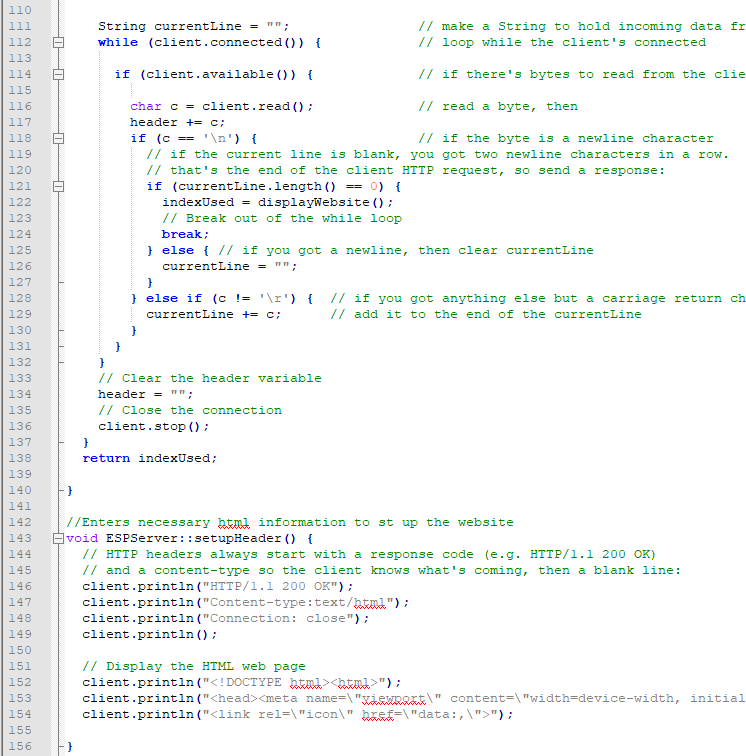 110
111 String currentLine = ""; // make a String to hold incoming data fr
112 while (client.connected()) { // loop while the client's connected
113
114 if (client.available()) { // if there's bytes to read from the clie
115
116 char c = client.read(); // read a byte, then
117 header += c;
118 if (c == '\n') { // if the byte is a newline character
119 // if the current line is blank, you got two newline characters in a row.
120 // that's the end of the client HTTP request, so send a response:
121 if (currentLine.length() == 0) {
122 indexUsed = displayWebsite();
123 // Break out of the while loop
124 break;
125 } else { // if you got a newline, then clear currentLine
126 currentLine = "";
127 }
128 } else if (c != '\r') { // if you got anything else but a carriage return ch
129 currentLine += c; // add it to the end of the currentLine
130 }
131 }
132 }
133 // Clear the header variable
134 header = "";
135 // Close the connection
136 client.stop();
137 }
138 return indexUsed;
139
140 }
141
142 //Enters necessary html information to st up the website
143 void ESPServer::setupHeader() {
144 // HTTP headers always start with a response code (e.g. HTTP/1.1 200 OK)
145 // and a content-type so the client knows what's coming, then a blank line:
146 client.println("HTTP/1.1 200 OK");
147 client.println("Content-type:text/html");
148 client.println("Connection: close");
149 client.println();
150
151 // Display the HTML web page
152 client.println("<!DOCTYPE html><html>");
153 client.println("<head><meta name=\"viewport\" content=\"width=device-width, initial
154 client.println("<link rel=\"icon\" href=\"data:,\">");
155
156 }